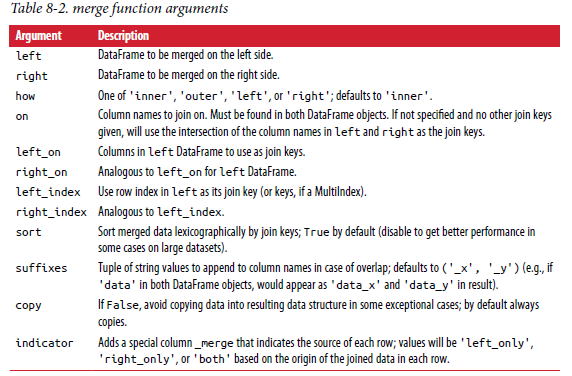 Table 8-2. merge function arguments
Argument Description
left DataFrame to be merged on the left side.
right DataFrame to be merged on the right side.
how One of 'inner', 'outer', 'left', or 'right'; defaults to 'inner'.
on Column names to join on. Must be found in both DataFrame objects. If not specified and no other join keys
given, will use the intersection of the column names in left and right as the join keys.
left_on Columns in left DataFrame to use as join keys.
right_on Analogous to left_on for left DataFrame.
left_index Use row index in left as its join key (or keys, if a MultiIndex).
right_index Analogous to left_index.
sort Sort merged data lexicographically by join keys; True by default (disable to get better performance in
some cases on large datasets).
suffixes Tuple of string values to append to column names in case of overlap; defaults to ('_x', '_y') (e.g., if
'data' in both DataFrame objects, would appear as 'data_x' and 'data_y' in result).
copy If False, avoid copying data into resulting data structure in some exceptional cases; by default always
copies.
indicator Adds a special column _merge that indicates the source of each row; values will be 'left_only',
'right_only', or 'both' based on the origin of the joined data in each row.